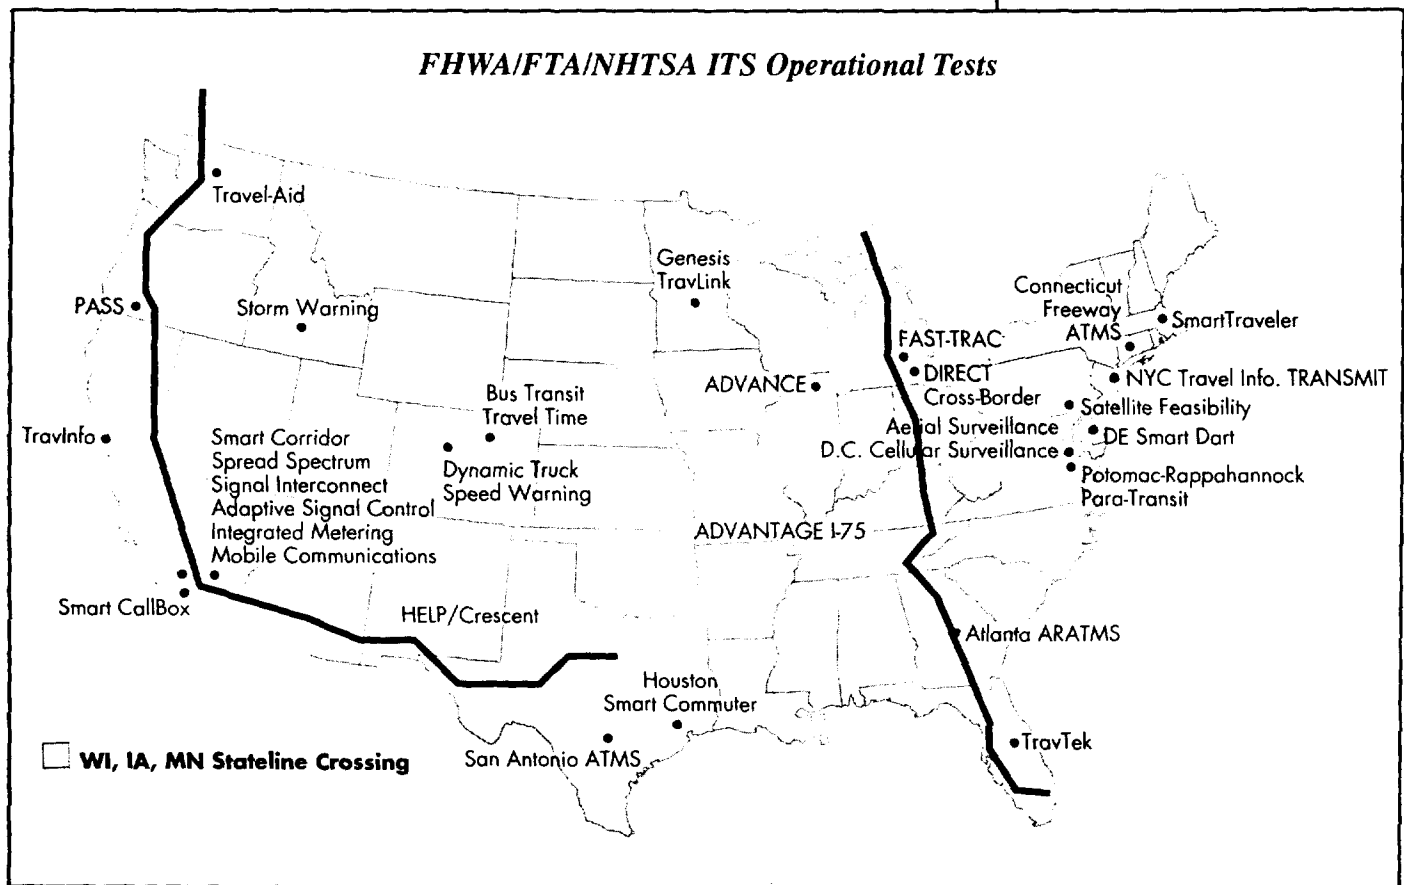 FHWA/FTA/NHTSA ITS Operational Tests
Travel-Aid
PASS
Storm Warning
Genesis
TravLink
Connecticut
Freeway
ATMS
SmartTraveler
FAST-TRAC
DIRECT
Cross-Border
ADVANCE
NYC Travel Info. TRANSMIT
Satellite Feasibility
Aerial Surveillance
DE Smart Dart
D.C. Cellular Surveillance
Potomac-Rappahannock
Para-Transit
Bus Transit
Travel Time
TravInfo
Smart Corridor
Spread Spectrum
Signal Interconnect
Adaptive Signal Control
Integrated Metering
Mobile Communications
Dynamic Truck
Speed Warning
ADVANTAGE I-75
Smart CallBox
HELP/Crescent
Atlanta ARATMS
Houston
Smart Commuter
San Antonio ATMS
TravTek
WI, IA, MN Stateline Crossing